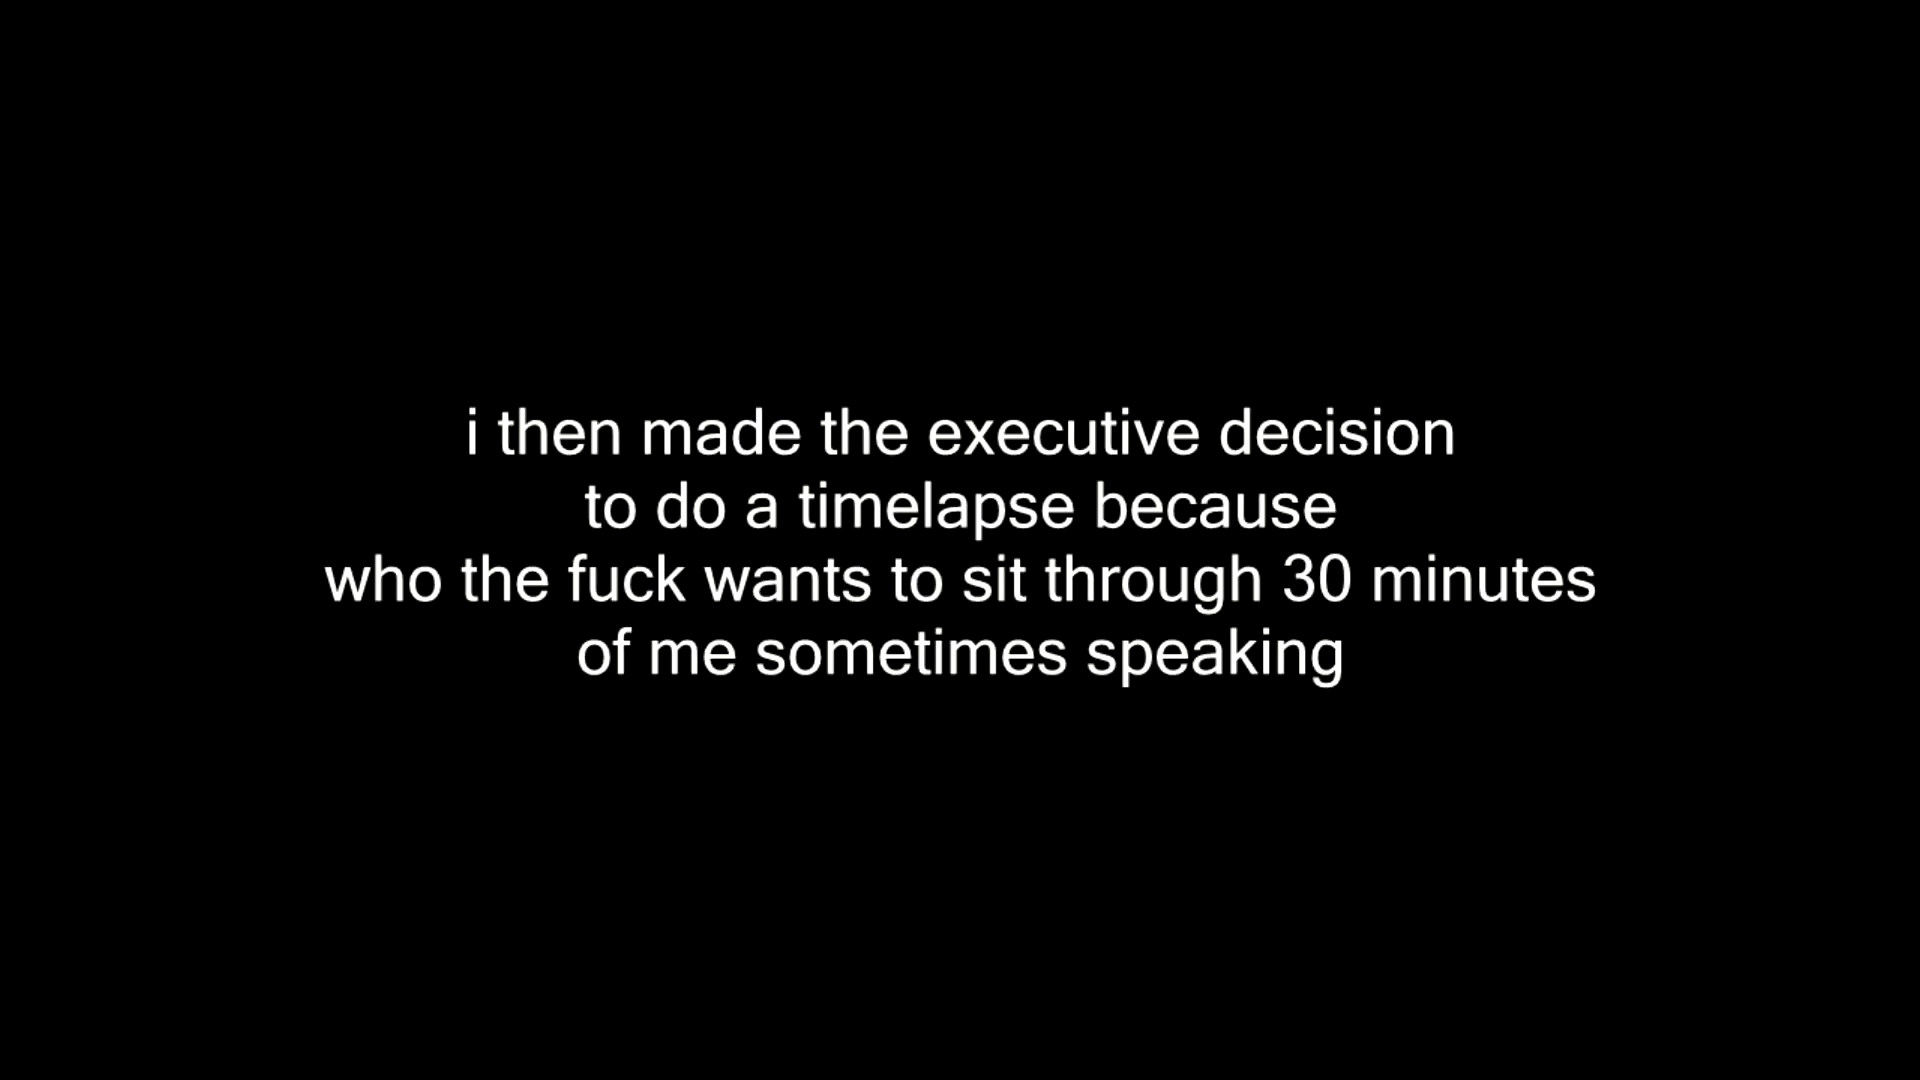 i then made the executive decision
to do a timelapse because
who the fuck wants to sit through 30 minutes
of me sometimes speaking